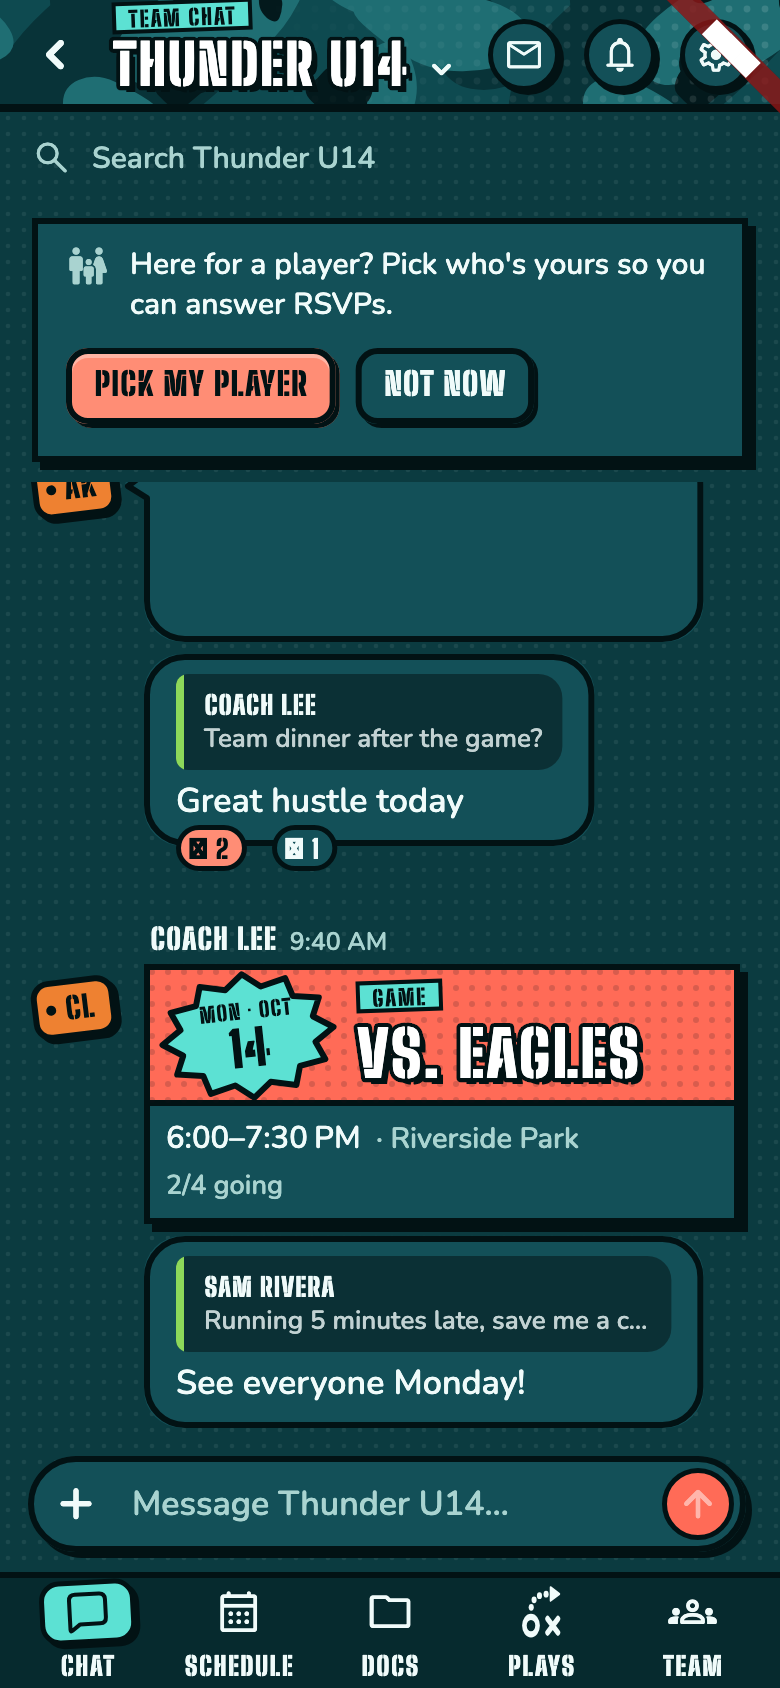 TEAM CHAT
THUNDER U14
Search Thunder U14
Here for a player? Pick who's yours so you
can answer RSVPs.
PICK MY PLAYER
NOT NOW
AK
COACH LEE
Team dinner after the game?
Great hustle today
2
1
COACH LEE 9:40 AM
CL
MON · OCT
14
GAME
VS. EAGLES
6:00–7:30 PM · Riverside Park
2/4 going
SAM RIVERA
Running 5 minutes late, save me a c...
See everyone Monday!
Message Thunder U14...
CHAT
SCHEDULE
DOCS
PLAYS
TEAM